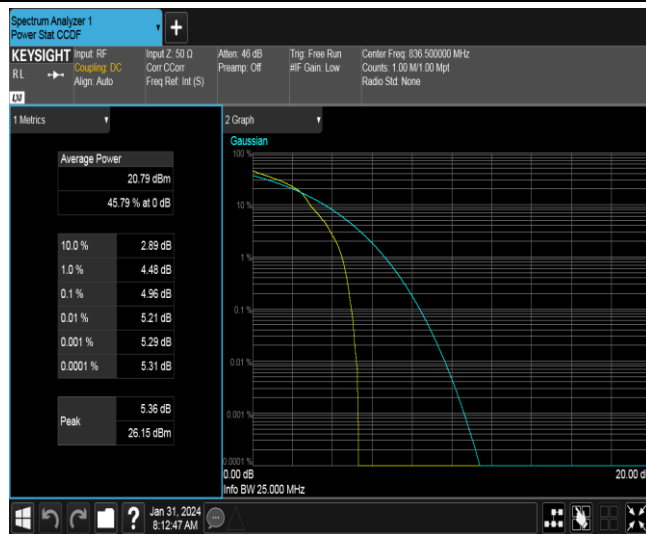 Spectrum Analyzer 1
Power Stat CCDF
KEYSIGHT
RL
Input: RF
Coupling: DC
Align: Auto
Input Z: 50 Ω
Corr CCorr
Freq Ref: Int (S)
Atten: 46 dB
Preamp: Off
Trig: Free Run
#IF Gain: Low
Center Freq: 836.500000 MHz
Counts: 1.00 M/1.00 Mpt
Radio Std: None
1 Metrics
Average Power
20.79 dBm
45.79 % at 0 dB
10.0 % 2.89 dB
1.0 % 4.48 dB
0.1 % 4.96 dB
0.01 % 5.21 dB
0.001 % 5.29 dB
0.0001 % 5.31 dB
Peak
5.36 dB
26.15 dBm
2 Graph
Gaussian
100 %
10 %
1 %
0.1 %
0.01 %
0.001 %
0.0001 %
0.00 dB
20.00 d
Info BW 25.000 MHz
Jan 31, 2024
8:12:47 AM